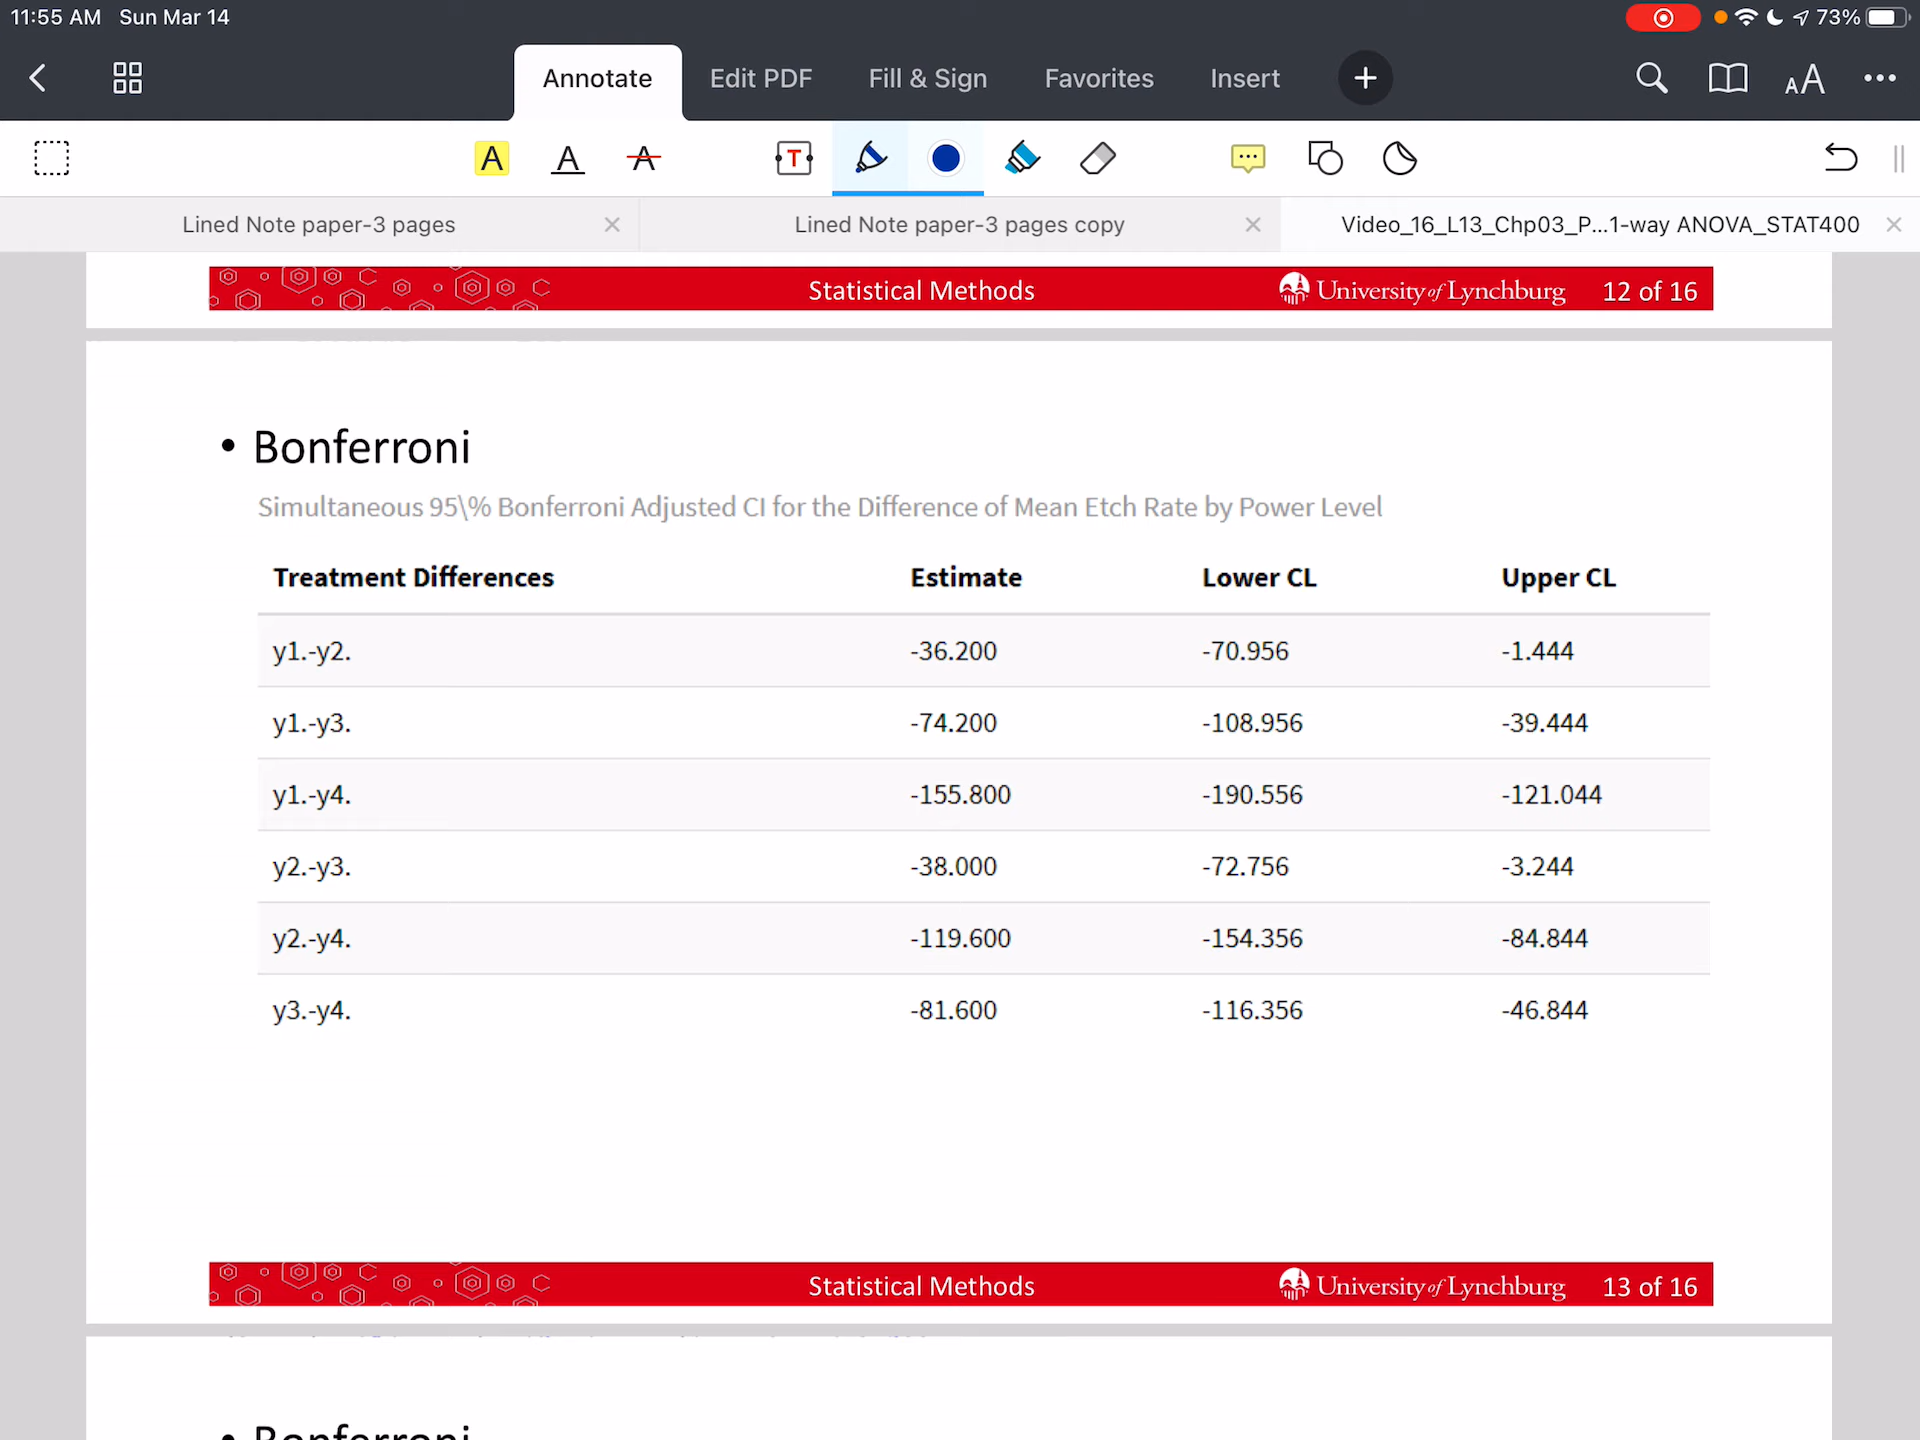 11:55 AM Sun Mar 14
73%
Annotate Edit PDF Fill & Sign Favorites Insert
AA
A A A T
Lined Note paper-3 pages
Lined Note paper-3 pages copy
Video_16_L13_Chp03_P...1-way ANOVA_STAT400
Statistical Methods University of Lynchburg 12 of 16
• Bonferroni
Simultaneous 95\% Bonferroni Adjusted CI for the Difference of Mean Etch Rate by Power Level
Treatment Differences Estimate Lower CL Upper CL
y1.-y2. -36.200 -70.956 -1.444
y1.-y3. -74.200 -108.956 -39.444
y1.-y4. -155.800 -190.556 -121.044
y2.-y3. -38.000 -72.756 -3.244
y2.-y4. -119.600 -154.356 -84.844
y3.-y4. -81.600 -116.356 -46.844
Statistical Methods University of Lynchburg 13 of 16
• Bonferroni